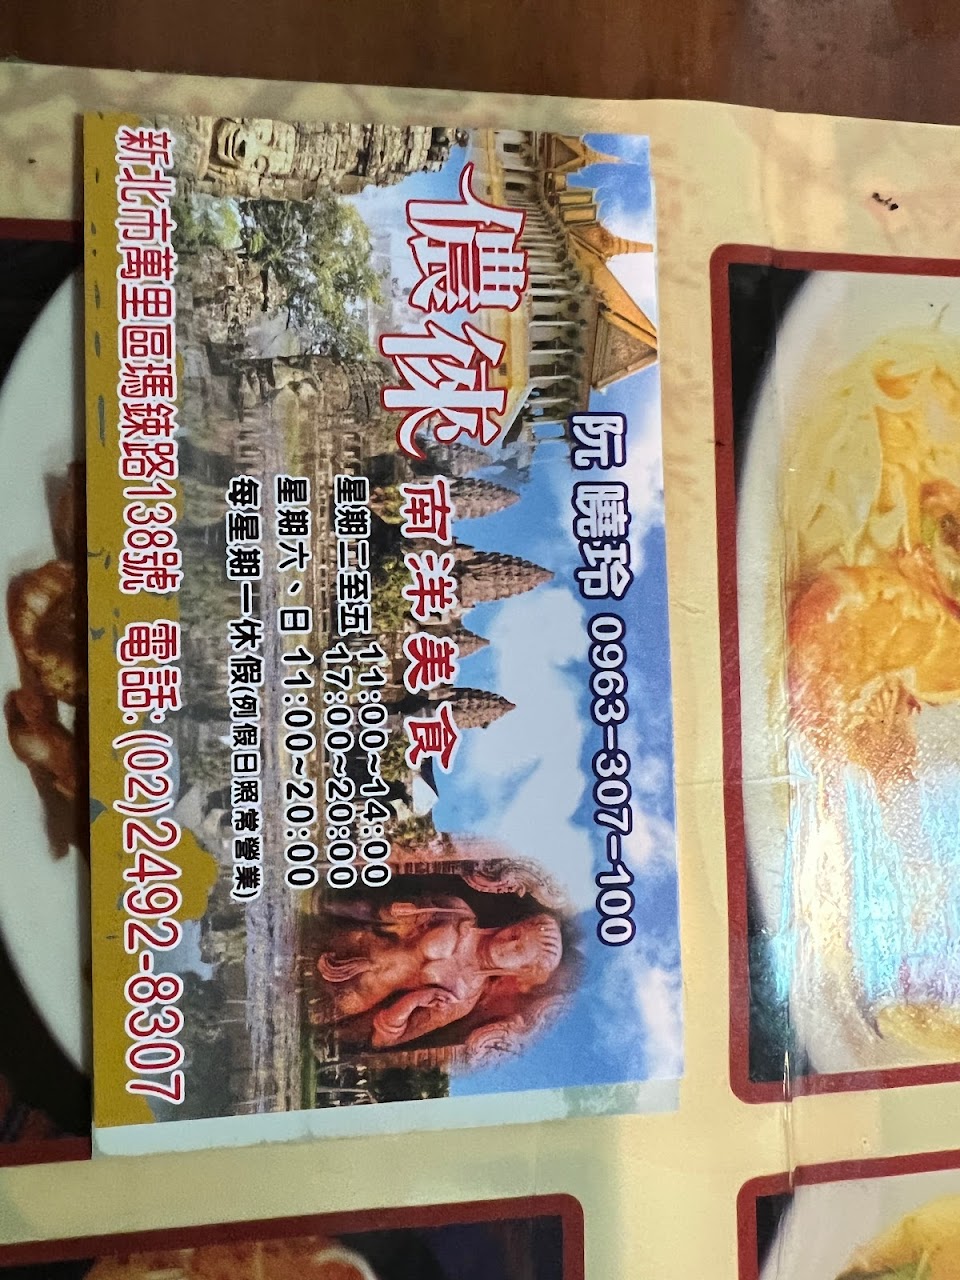 阮 曉玲 0963-307-100
儂徠 南洋美食
星期二至五 11:00~14:00
17:00~20:00
星期六、日 11:00~20:00
每星期一休假(例假日照常營業)
新北市萬里區瑪鋉路138號 電話:(02)2492-8307